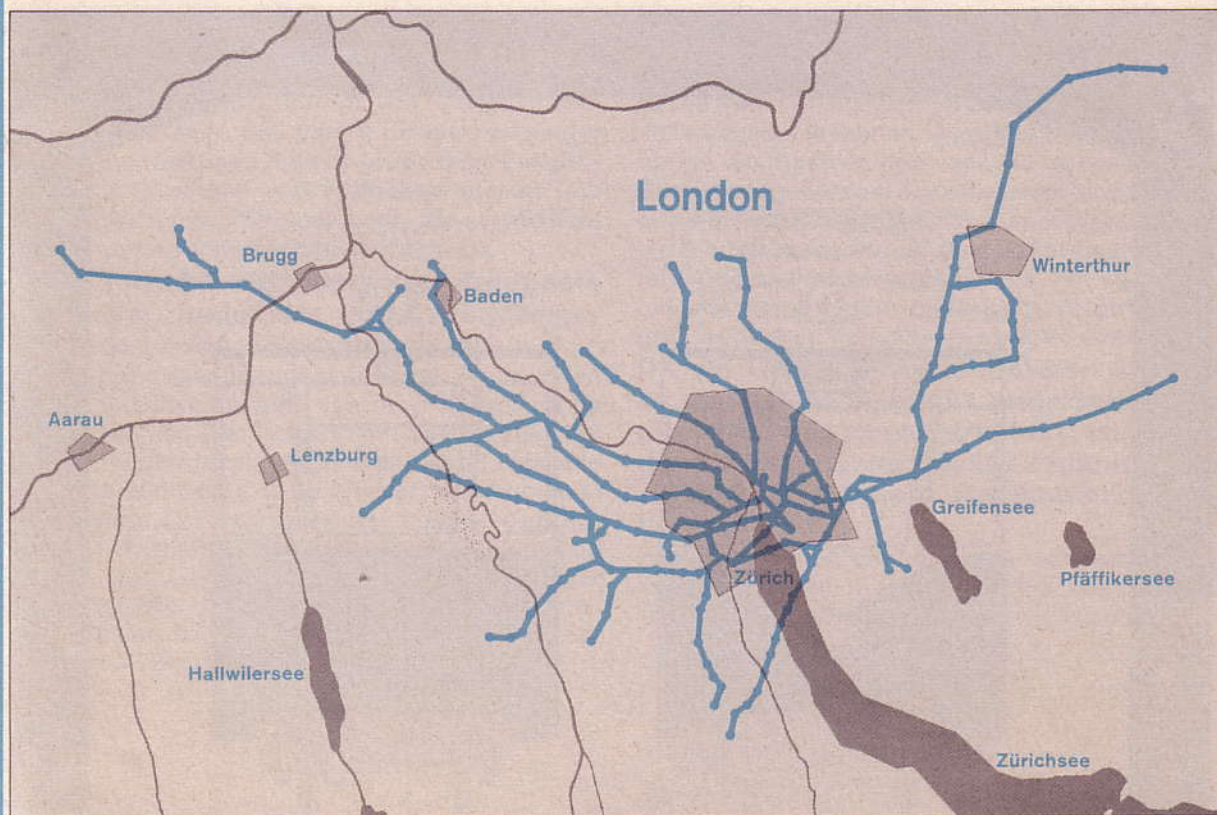 London
Brugg
Winterthur
Baden
Aarau
Lenzburg
Greifensee
Zürich
Pfäffikersee
Hallwilersee
Zürichsee